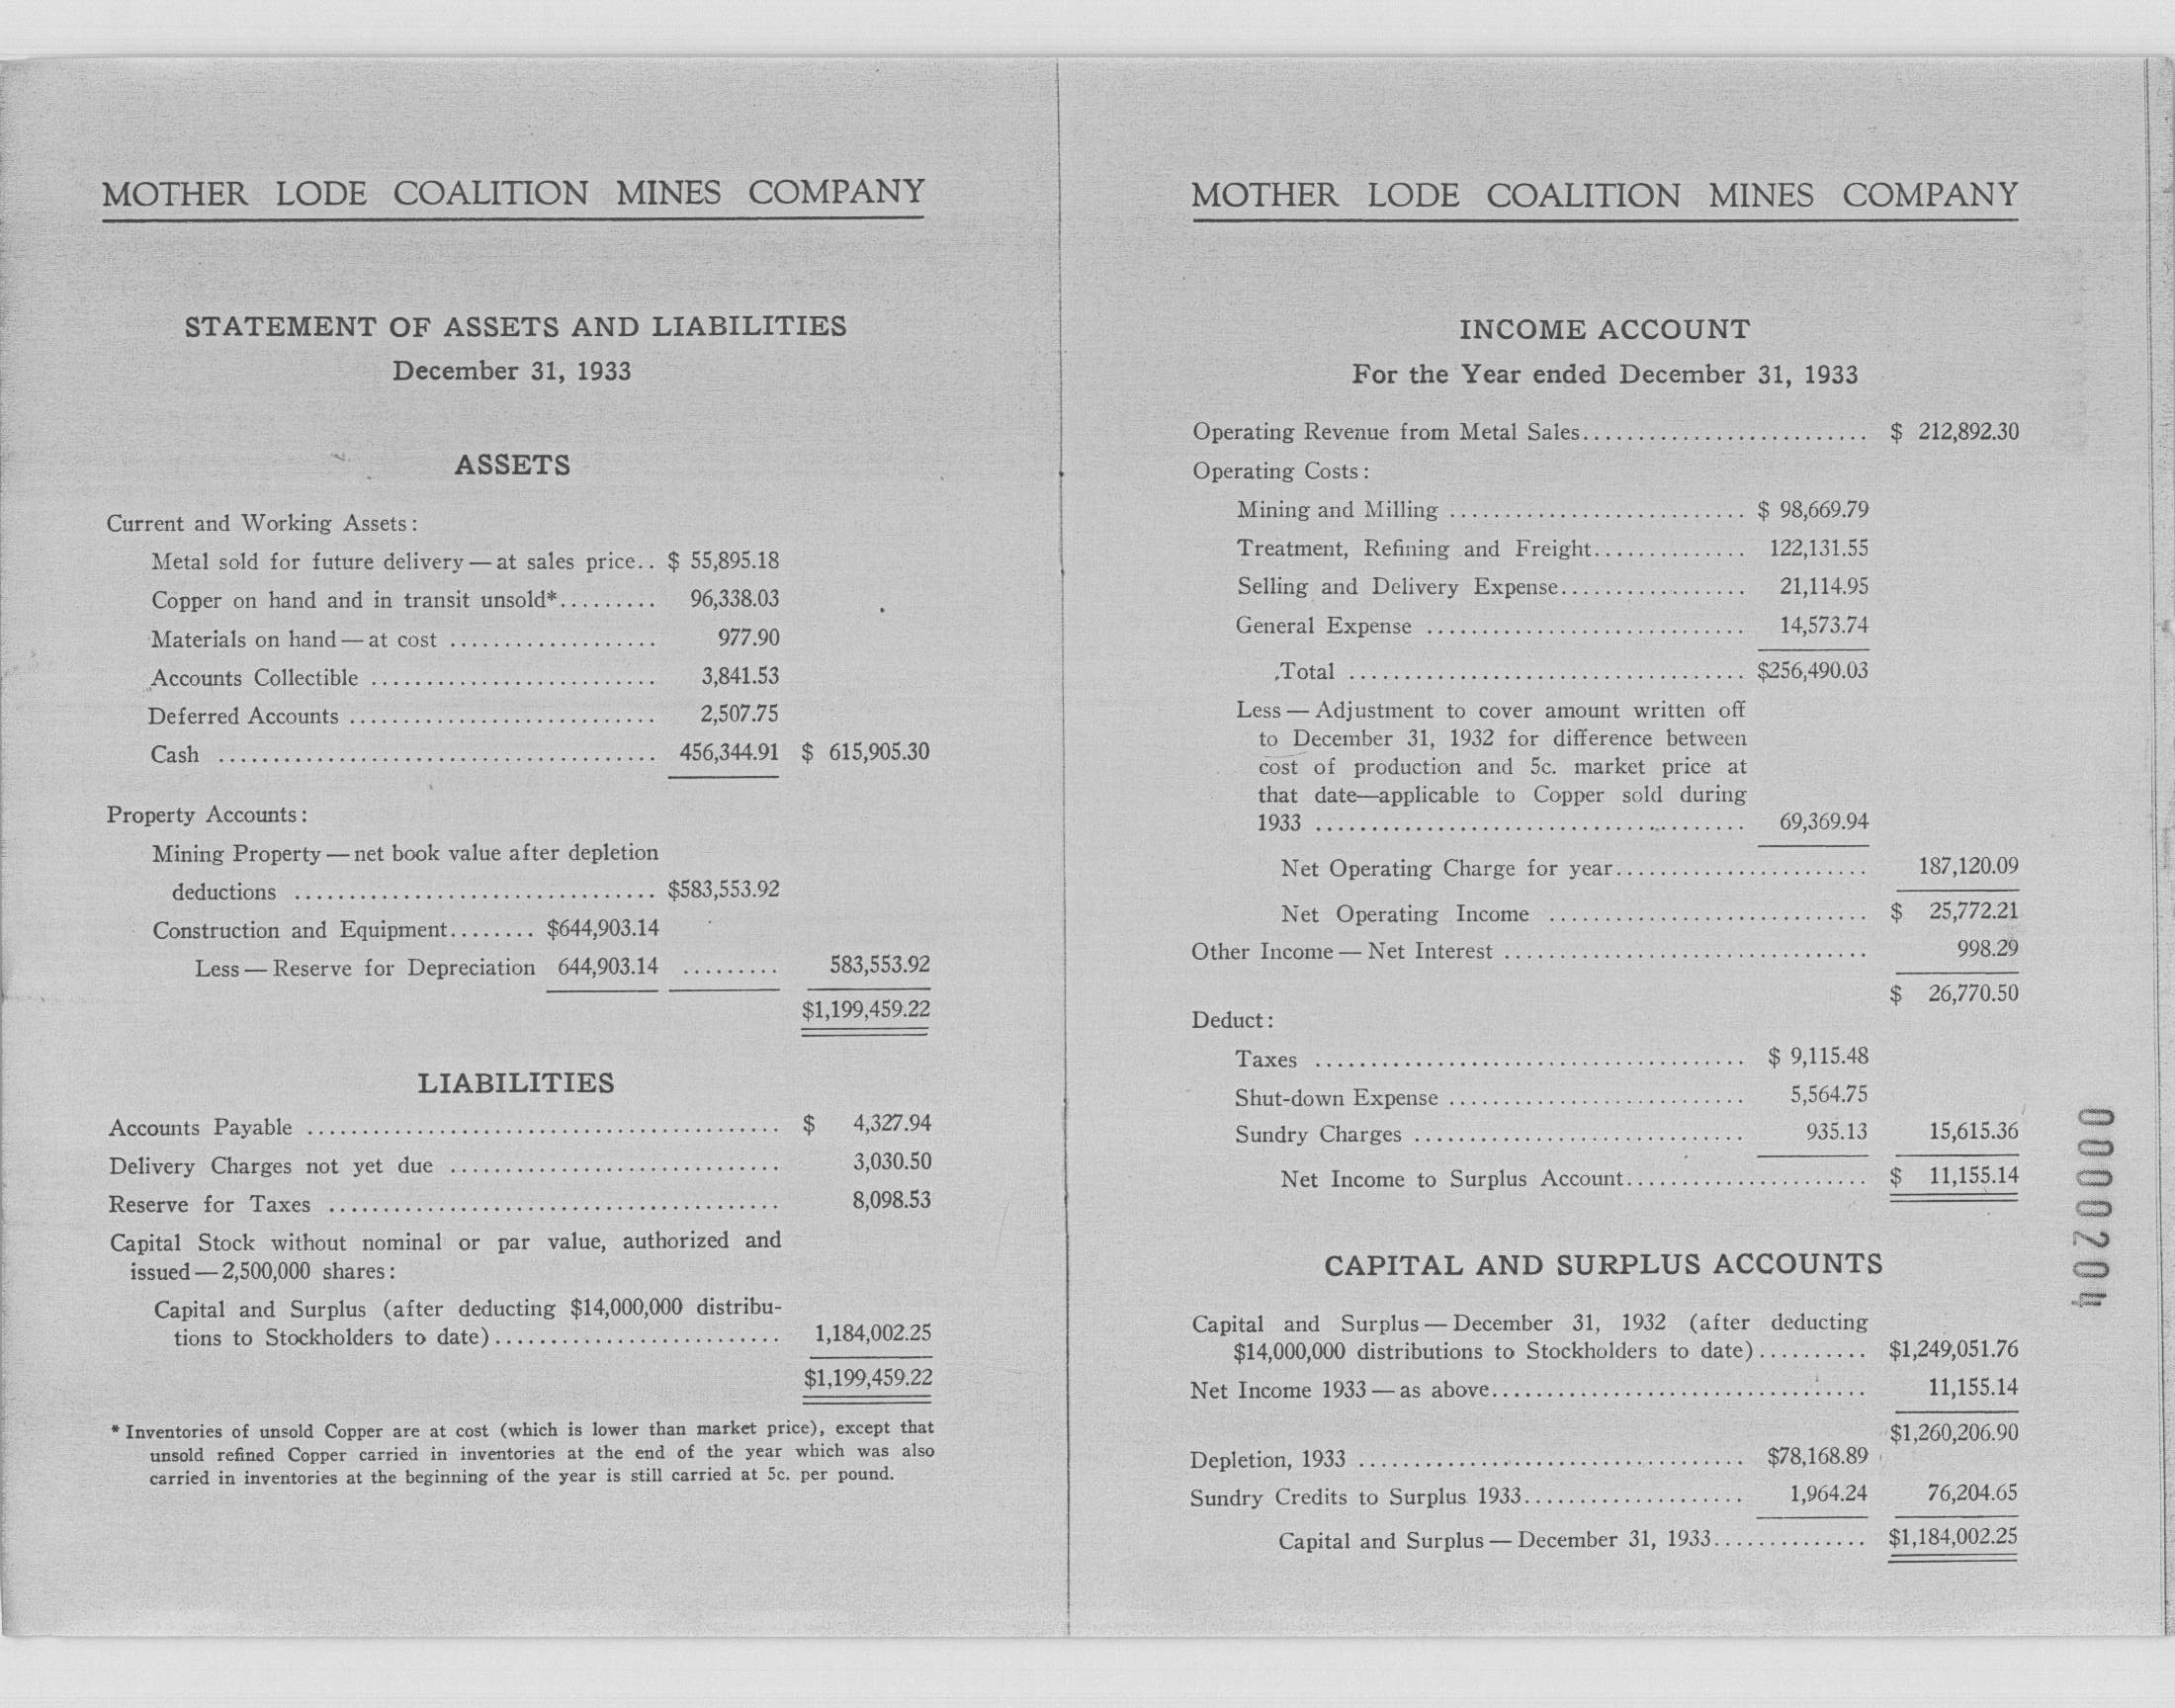 MOTHER LODE COALITION MINES COMPANY
STATEMENT OF ASSETS AND LIABILITIES
December 31, 1933
ASSETS
Current and Working Assets:
Metal sold for future delivery — at sales price.. $ 55,895.18
Copper on hand and in transit unsold*......... 96,338.03
Materials on hand — at cost ................... 977.90
Accounts Collectible .......................... 3,841.53
Deferred Accounts ............................ 2,507.75
Cash ........................................ 456,344.91 $ 615,905.30
Property Accounts:
Mining Property — net book value after depletion
deductions ................................. $583,553.92
Construction and Equipment........ $644,903.14
Less — Reserve for Depreciation 644,903.14 ......... 583,553.92
$1,199,459.22
LIABILITIES
Accounts Payable ........................................... $ 4,327.94
Delivery Charges not yet due .............................. 3,030.50
Reserve for Taxes ......................................... 8,098.53
Capital Stock without nominal or par value, authorized and
issued — 2,500,000 shares:
Capital and Surplus (after deducting $14,000,000 distribu-
tions to Stockholders to date).......................... 1,184,002.25
$1,199,459.22
* Inventories of unsold Copper are at cost (which is lower than market price), except that
unsold refined Copper carried in inventories at the end of the year which was also
carried in inventories at the beginning of the year is still carried at 5c. per pound.
MOTHER LODE COALITION MINES COMPANY
INCOME ACCOUNT
For the Year ended December 31, 1933
Operating Revenue from Metal Sales.......................... $ 212,892.30
Operating Costs:
Mining and Milling ........................... $ 98,669.79
Treatment, Refining and Freight.............. 122,131.55
Selling and Delivery Expense................. 21,114.95
General Expense ............................. 14,573.74
Total .................................... $256,490.03
Less — Adjustment to cover amount written off
to December 31, 1932 for difference between
cost of production and 5c. market price at
that date—applicable to Copper sold during
1933 ....................................... 69,369.94
Net Operating Charge for year....................... 187,120.09
Net Operating Income ............................. $ 25,772.21
Other Income — Net Interest ................................. 998.29
$ 26,770.50
Deduct:
Taxes ....................................... $ 9,115.48
Shut-down Expense ........................... 5,564.75
Sundry Charges .............................. 935.13 15,615.36
Net Income to Surplus Account...................... $ 11,155.14
CAPITAL AND SURPLUS ACCOUNTS
Capital and Surplus — December 31, 1932 (after deducting
$14,000,000 distributions to Stockholders to date).......... $1,249,051.76
Net Income 1933 — as above.................................. 11,155.14
$1,260,206.90
Depletion, 1933 ................................... $78,168.89
Sundry Credits to Surplus 1933.................... 1,964.24 76,204.65
Capital and Surplus — December 31, 1933.............. $1,184,002.25
0000204